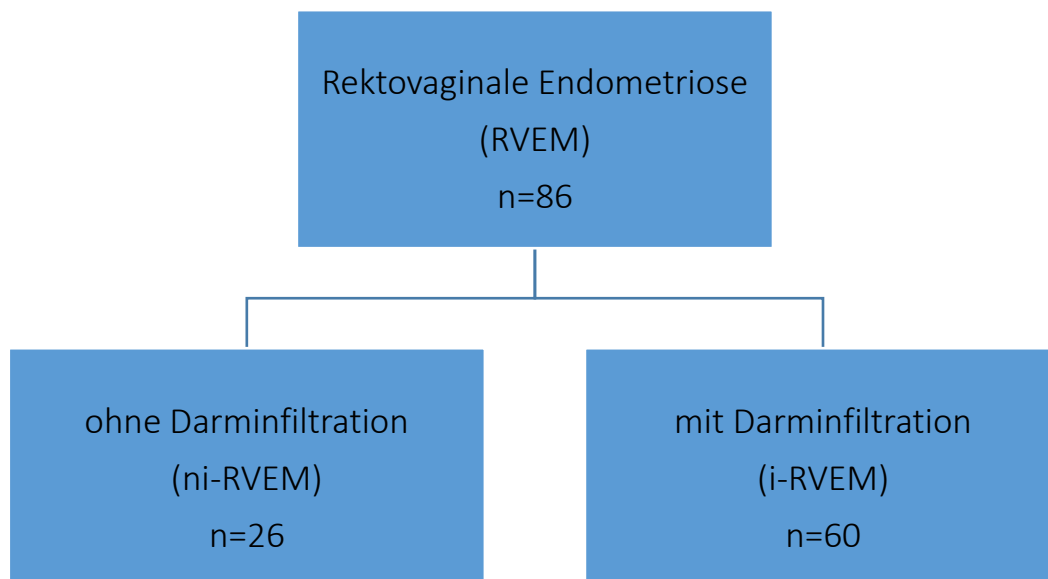 Rektovaginale Endometriose
(RVEM)
n=86
ohne Darminfiltration
(ni-RVEM)
n=26
mit Darminfiltration
(i-RVEM)
n=60